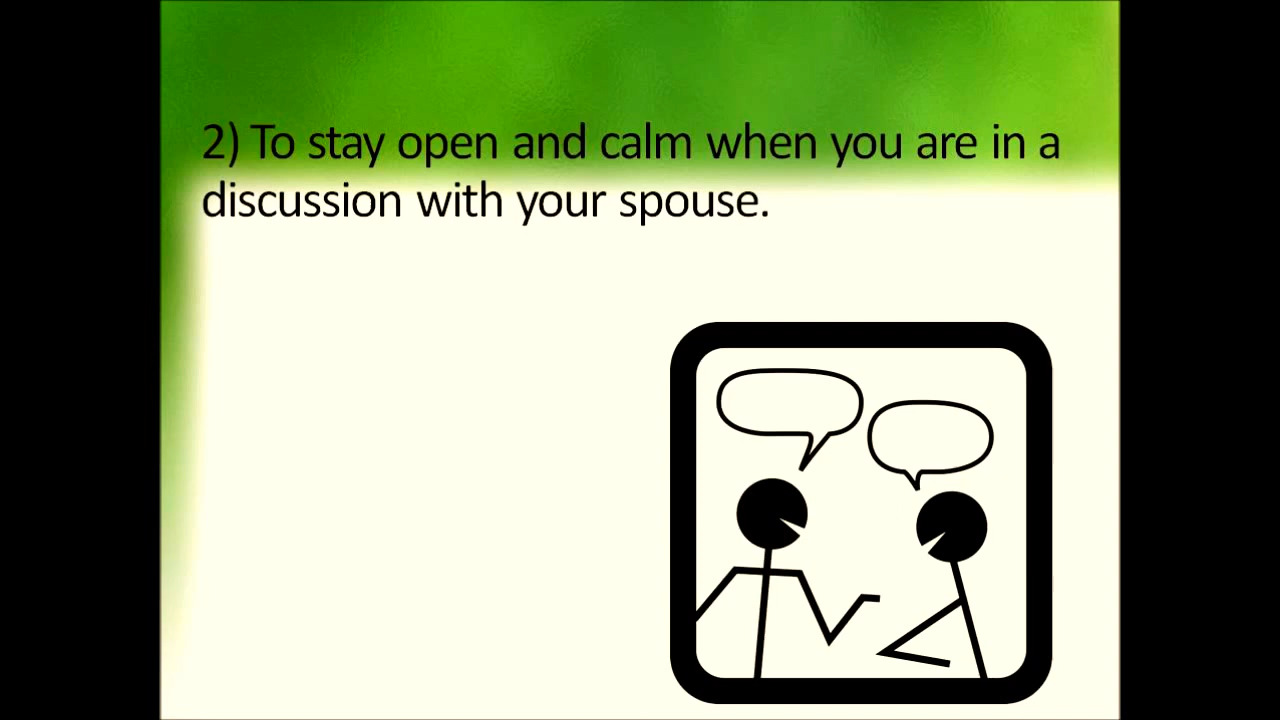 2) To stay open and calm when you are in a
discussion with your spouse.